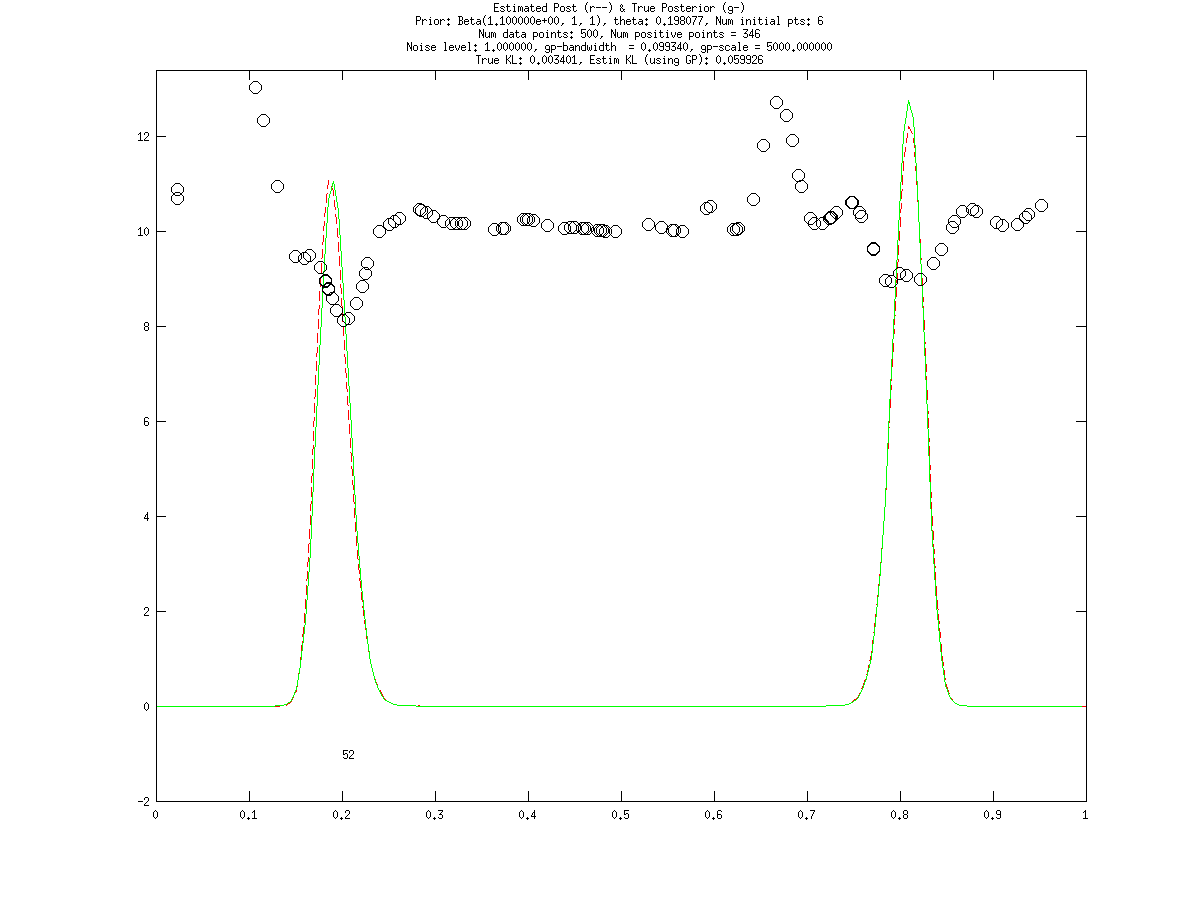 Estimated Post (r--) & True Posterior (g-)
Prior: Beta(1.100000e+00, 1, 1), theta: 0.198077, Num initial pts: 6
Num data points: 500, Num positive points = 346
Noise level: 1.000000, gp-bandwidth  = 0.099340, gp-scale = 5000.000000
True KL: 0.003401, Estim KL (using GP): 0.059926
12
10
8
6
4
2
0
52
-2
0 0.1 0.2 0.3 0.4 0.5 0.6 0.7 0.8 0.9 1